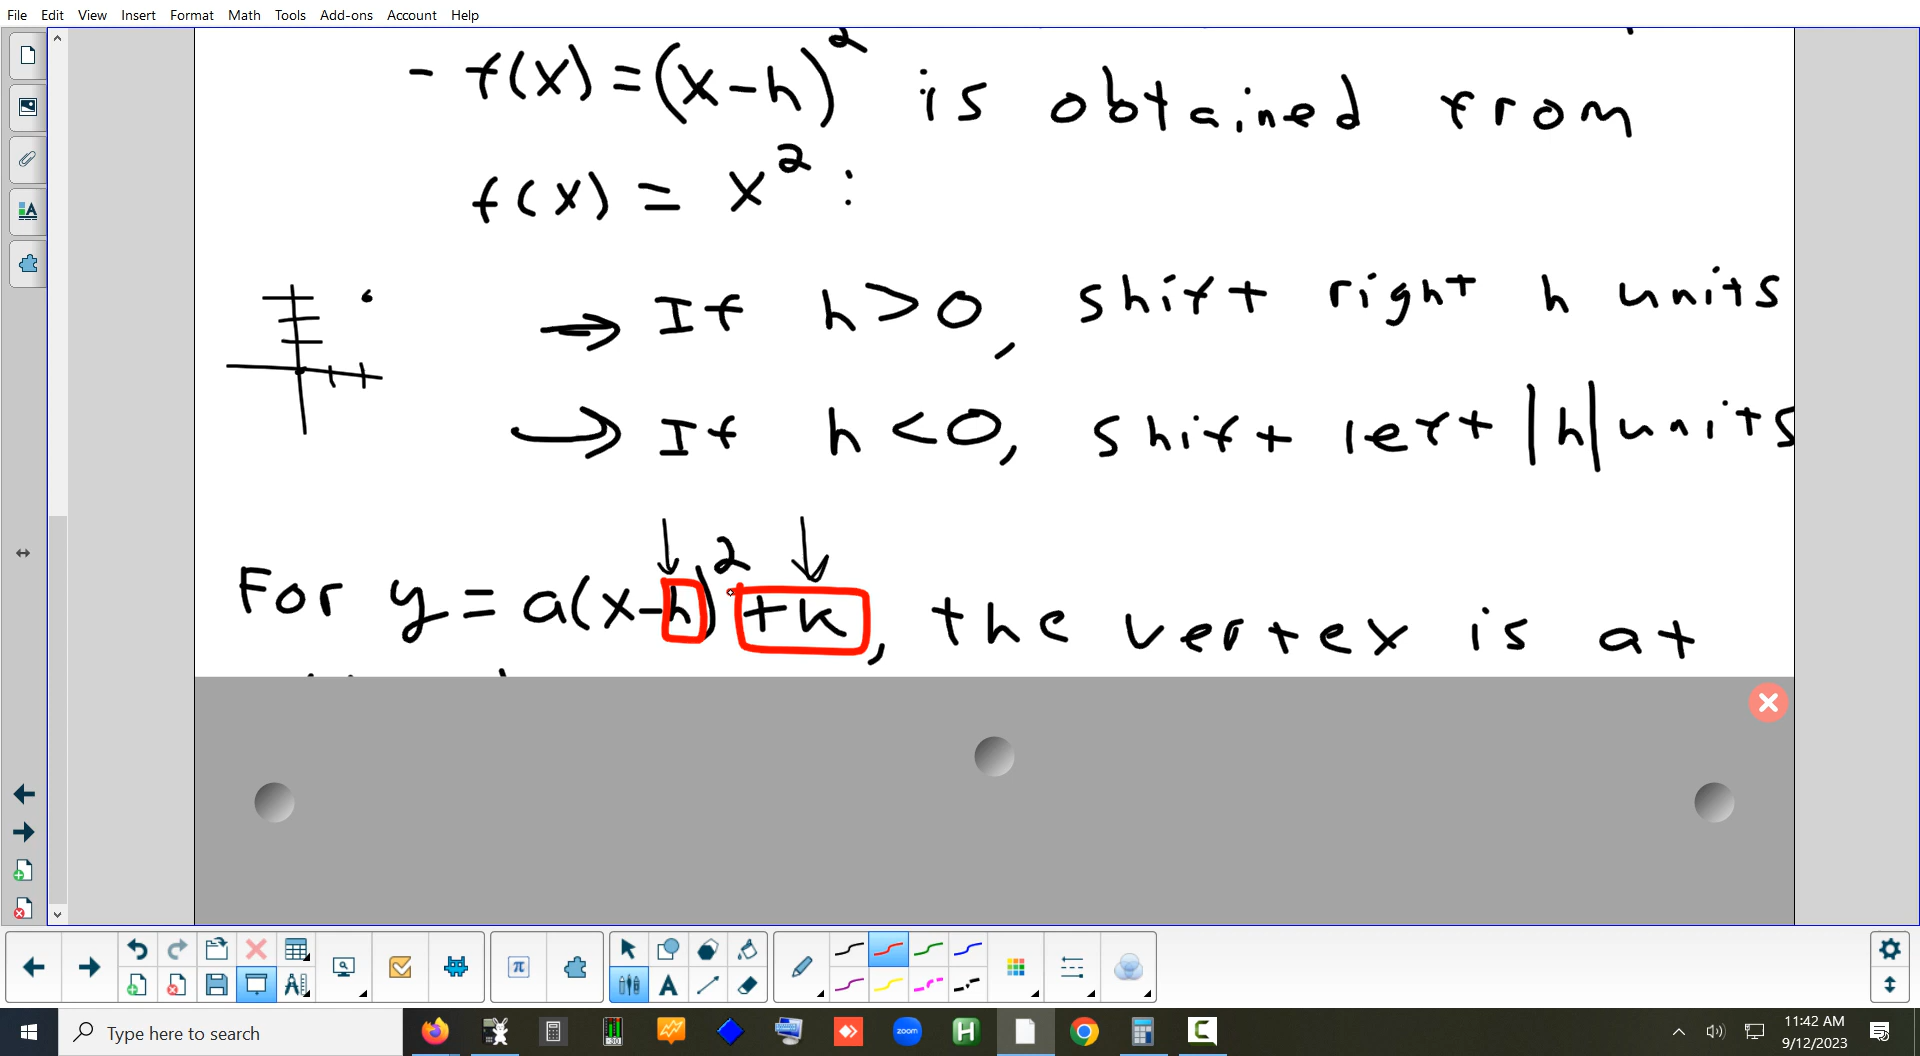 File Edit View Insert Format Math Tools Add-ons Account Help
- f(x) = (x-h)² is obtained from
f(x) = x² :
→ If h>0, shift right h units
→ If h<0, shift left |h| units
For y = a(x-h)² +k, the vertex is at
π
A
Type here to search
zoom
H
C
11:42 AM
9/12/2023